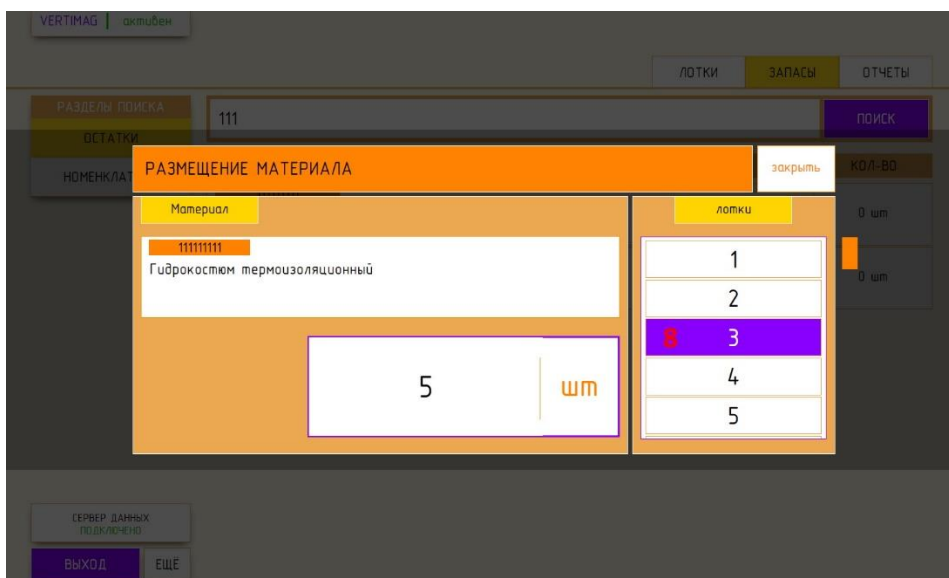 VERTIMAG активен
ЛОТКИ ЗАПАСЫ ОТЧЕТЫ
РАЗДЕЛЫ ПОИСКА
111 ПОИСК
ОСТАТКИ
РАЗМЕЩЕНИЕ МАТЕРИАЛА закрыть КОЛ-ВО
НОМЕНКЛАТ
Материал лотки
0 шт
111111111 1
Гидрокостюм термоизоляционный
0 шт
2
8 3
5 шт 4
5
СЕРВЕР ДАННЫХ
ПОДКЛЮЧЕНО
ВЫХОД ЕЩЁ